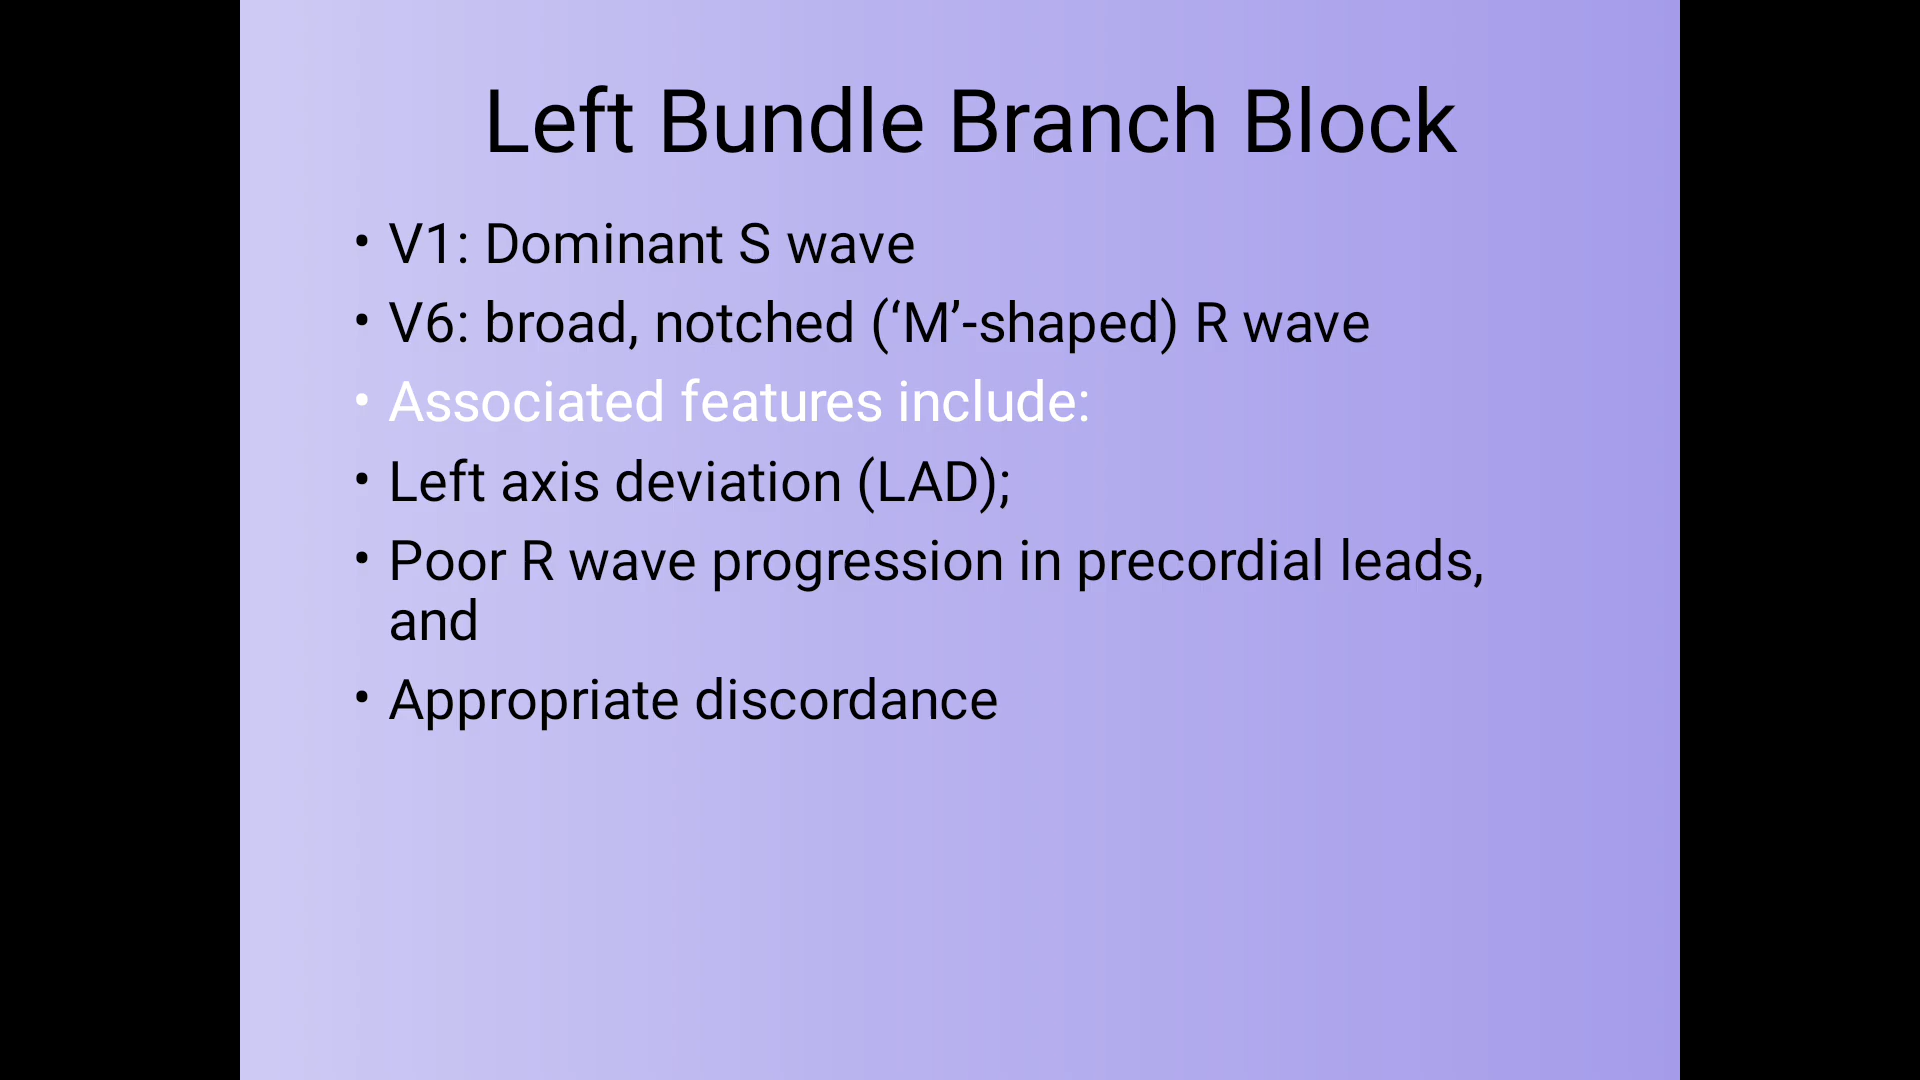 Left Bundle Branch Block
• V1: Dominant S wave
• V6: broad, notched (‘M’-shaped) R wave
• Associated features include:
• Left axis deviation (LAD);
• Poor R wave progression in precordial leads,
and
• Appropriate discordance